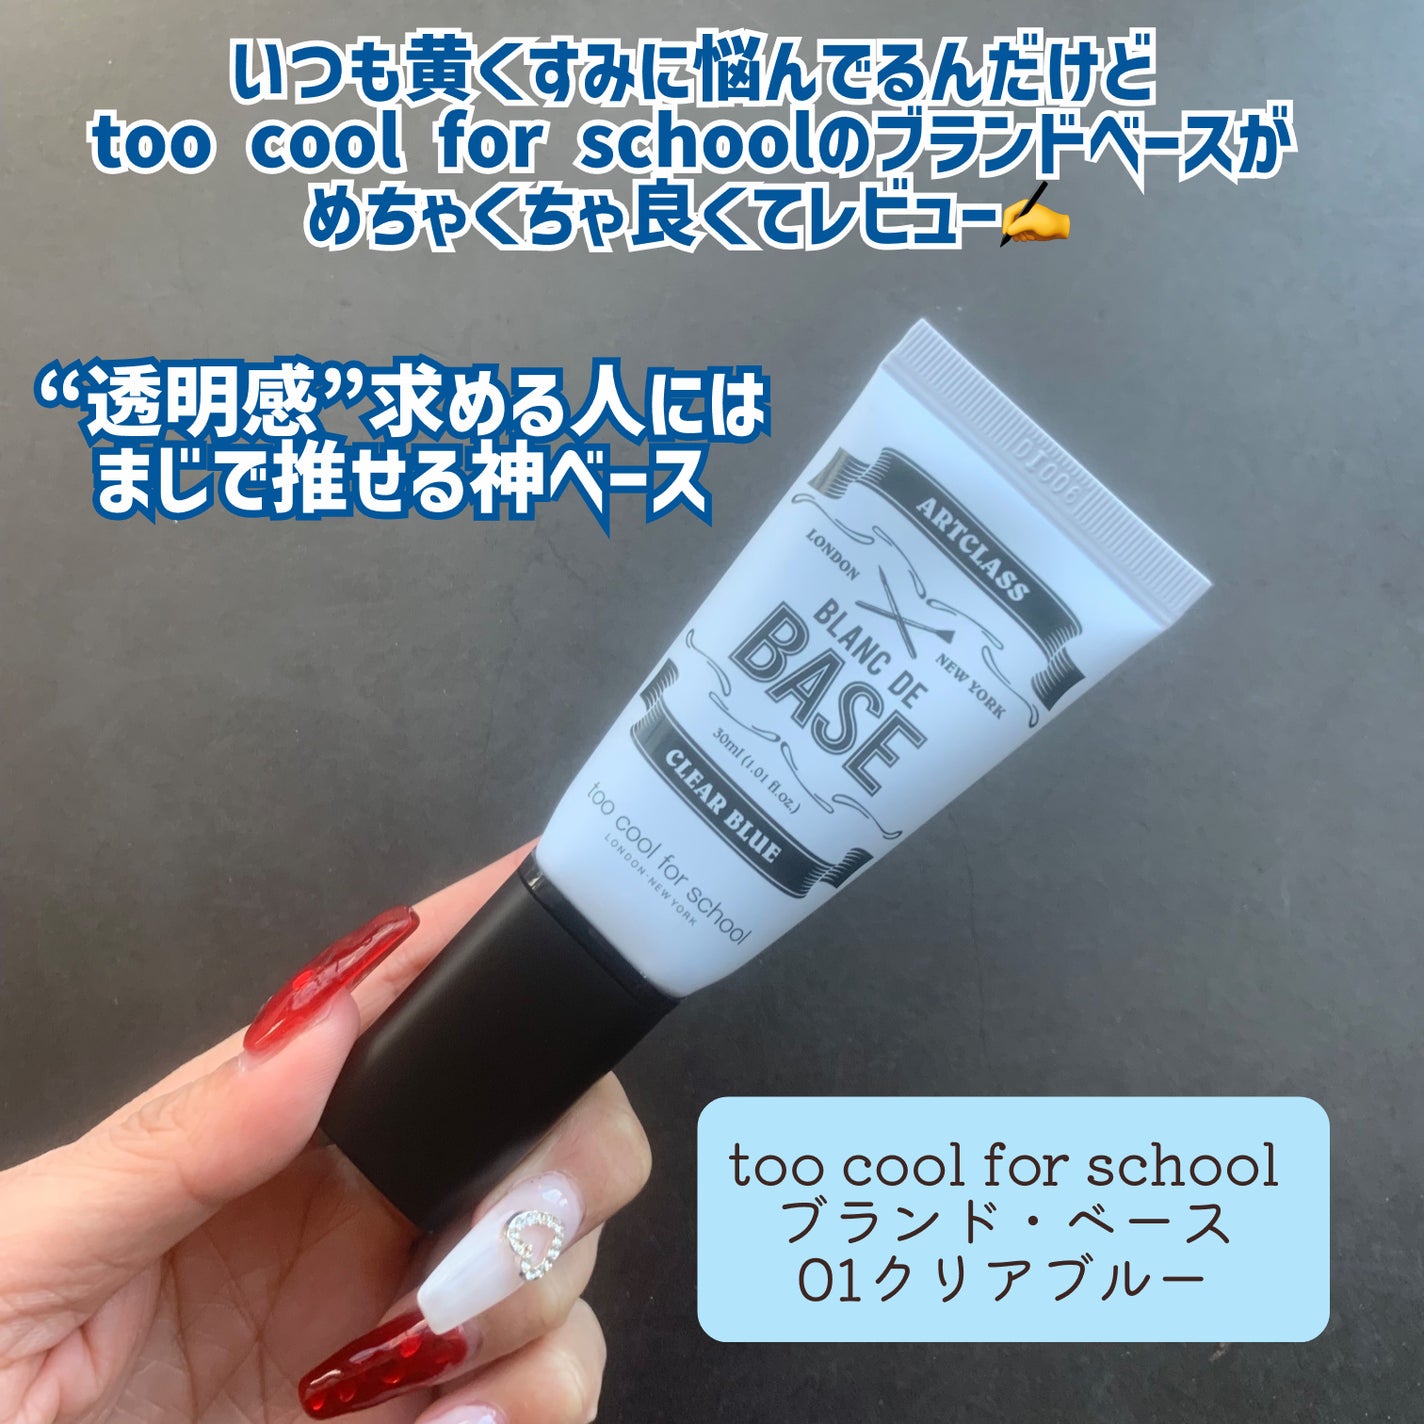 いつも黄くすみに悩んでるんだけど
too cool for schoolのブランドベースが
めちゃくちゃ良くてレビュー✍
“透明感”求める人には
まじで推せる神ベース
DI006
ARTCLASS
LONDON
NEW YORK
BLANC DE
BASE
30ml (1.01 fl.oz.)
CLEAR BLUE
too cool for school
LONDON-NEW YORK
too cool for school
ブランド・ベース
01クリアブルー